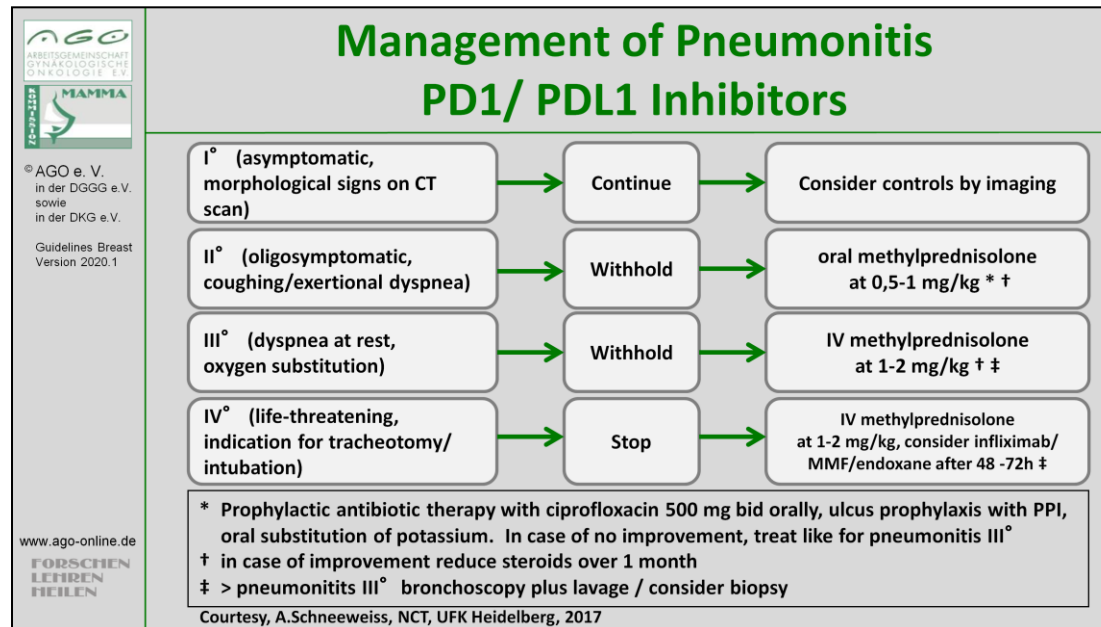 AGO
ARBEITSGEMEINSCHAFT
GYNÄKOLOGISCHE
ONKOLOGIE E.V.
KOMMISSION
MAMMA
© AGO e. V.
in der DGGG e.V.
sowie
in der DKG e.V.
Guidelines Breast
Version 2020.1
www.ago-online.de
FORSCHEN
LEHREN
HEILEN
Management of Pneumonitis
PD1/ PDL1 Inhibitors
I° (asymptomatic,
morphological signs on CT
scan)
Continue
Consider controls by imaging
II° (oligosymptomatic,
coughing/exertional dyspnea)
Withhold
oral methylprednisolone
at 0,5-1 mg/kg * †
III° (dyspnea at rest,
oxygen substitution)
Withhold
IV methylprednisolone
at 1-2 mg/kg † ‡
IV° (life-threatening,
indication for tracheotomy/
intubation)
Stop
IV methylprednisolone
at 1-2 mg/kg, consider infliximab/
MMF/endoxane after 48 -72h ‡
* Prophylactic antibiotic therapy with ciprofloxacin 500 mg bid orally, ulcus prophylaxis with PPI,
oral substitution of potassium. In case of no improvement, treat like for pneumonitis III°
† in case of improvement reduce steroids over 1 month
‡ > pneumonitits III° bronchoscopy plus lavage / consider biopsy
Courtesy, A.Schneeweiss, NCT, UFK Heidelberg, 2017